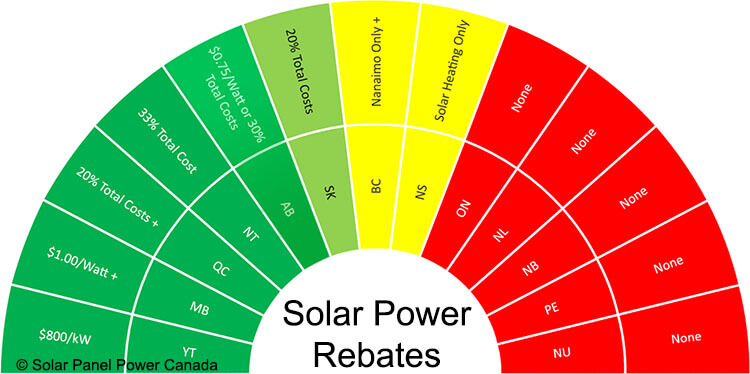 $800/kW
YT
$1.00/Watt +
MB
20% Total Costs +
QC
33% Total Cost
NT
$0.75/Watt or 30%
Total Costs
AB
20% Total Costs
SK
Nanaimo Only +
BC
Solar Heating Only
NS
None
ON
None
NL
None
NB
None
PE
None
NU
Solar Power
Rebates
© Solar Panel Power Canada